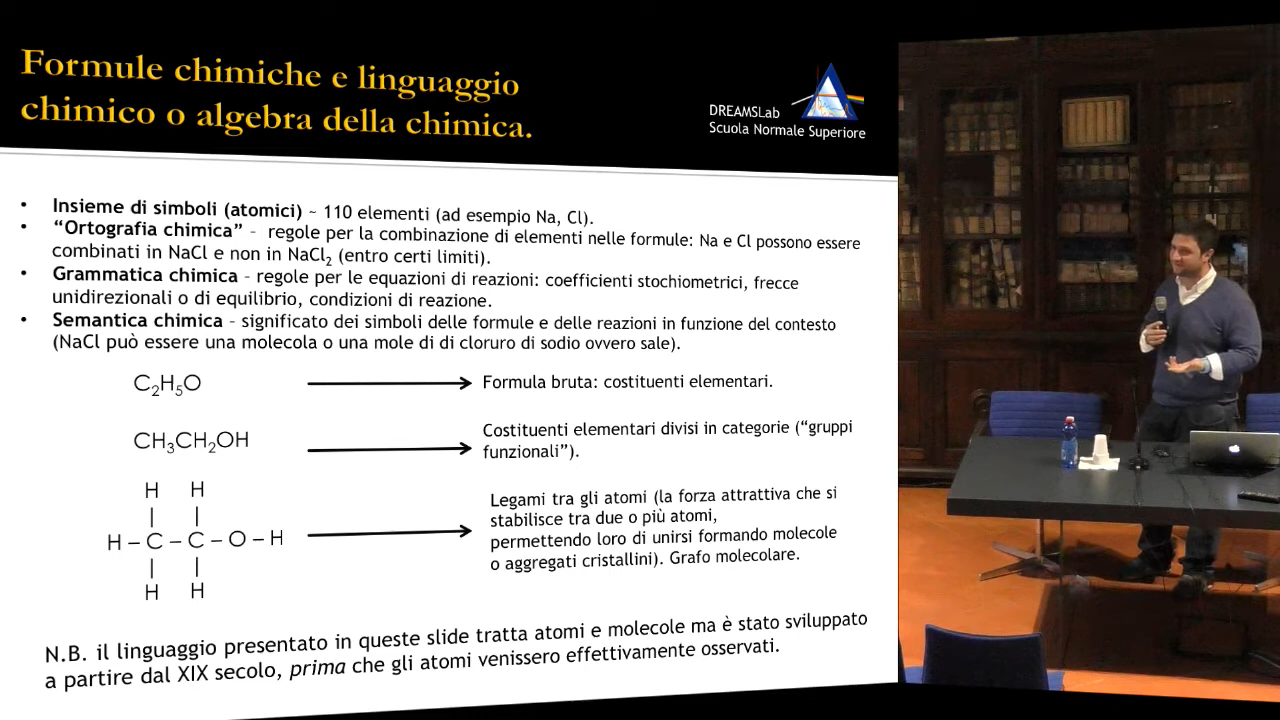 Formule chimiche e linguaggio
chimico o algebra della chimica.
DREAMSLab
Scuola Normale Superiore
• Insieme di simboli (atomici) - 110 elementi (ad esempio Na, Cl).
• “Ortografia chimica” - regole per la combinazione di elementi nelle formule: Na e Cl possono essere
combinati in NaCl e non in NaCl₂ (entro certi limiti).
• Grammatica chimica – regole per le equazioni di reazioni: coefficienti stochiometrici, frecce
unidirezionali o di equilibrio, condizioni di reazione.
• Semantica chimica – significato dei simboli delle formule e delle reazioni in funzione del contesto
(NaCl può essere una molecola o una mole di di cloruro di sodio ovvero sale).
C₂H₅O
Formula bruta: costituenti elementari.
CH₃CH₂OH
Costituenti elementari divisi in categorie (“gruppi
funzionali”).
H H
| |
H – C – C – O – H
| |
H H
Legami tra gli atomi (la forza attrattiva che si
stabilisce tra due o più atomi,
permettendo loro di unirsi formando molecole
o aggregati cristallini). Grafo molecolare.
N.B. il linguaggio presentato in queste slide tratta atomi e molecole ma è stato sviluppato
a partire dal XIX secolo, prima che gli atomi venissero effettivamente osservati.